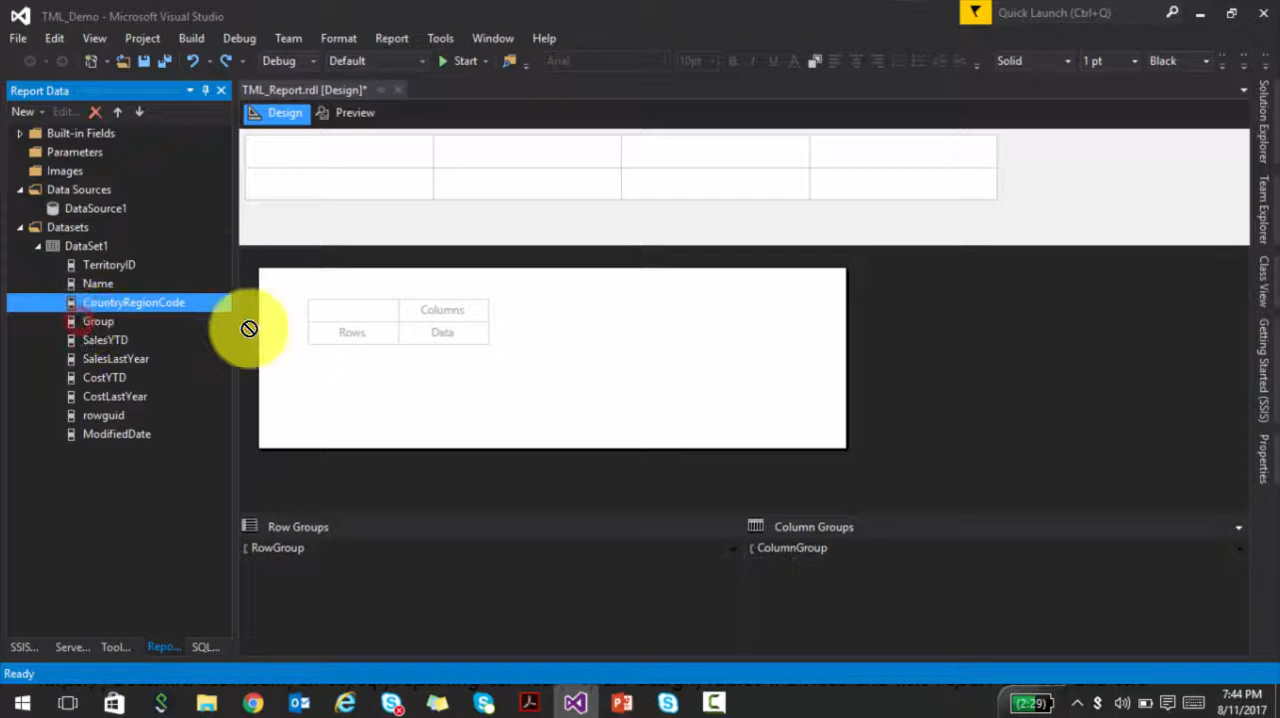 TML_Demo - Microsoft Visual Studio
Quick Launch (Ctrl+Q)
File Edit View Project Build Debug Team Format Report Tools Window Help
Debug Default Start Arial 10pt B I U A Solid 1 pt Black
Report Data
TML_Report.rdl [Design]*
New Edit...
Design Preview
Built-in Fields
Parameters
Images
Data Sources
DataSource1
Datasets
DataSet1
TerritoryID
Name
CountryRegionCode
Group
SalesYTD
SalesLastYear
CostYTD
CostLastYear
rowguid
ModifiedDate
Columns
Rows Data
Row Groups
[ RowGroup
Column Groups
[ ColumnGroup
Solution Explorer
Team Explorer
Class View
Getting Started (SSIS)
Properties
SSIS... Serve... Tool... Repo... SQL...
Ready
(2:29)
7:44 PM
8/11/2017